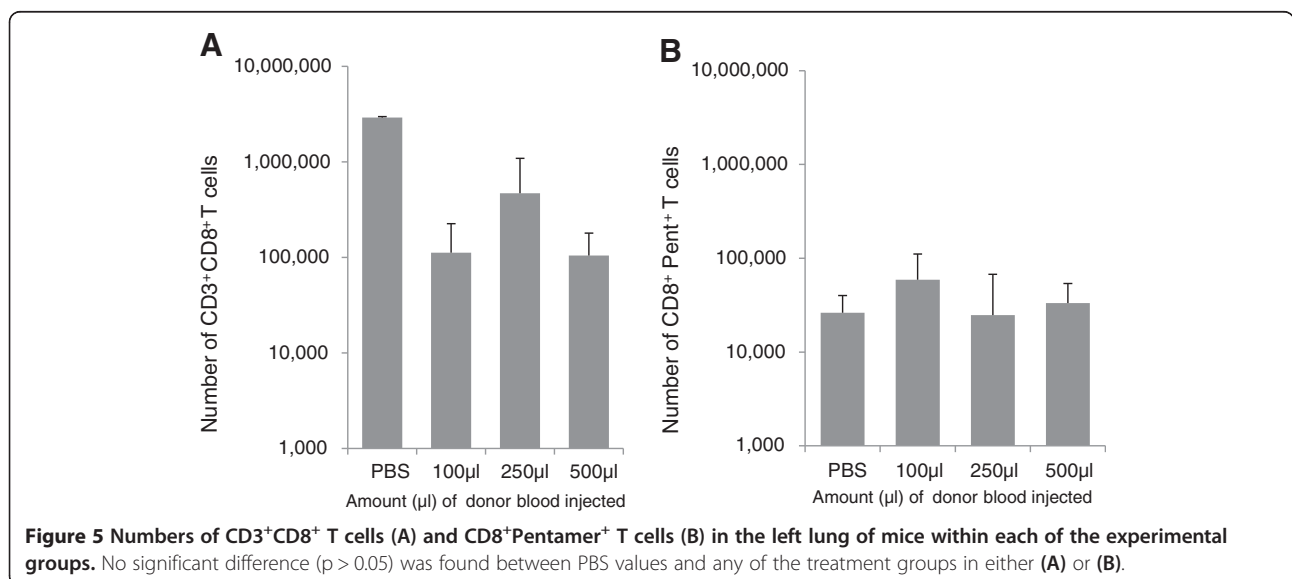 A
10,000,000
1,000,000
100,000
10,000
1,000
Number of CD3⁺CD8⁺T cells
PBS 100µl 250µl 500µl
Amount (µl) of donor blood injected
B
10,000,000
1,000,000
100,000
10,000
1,000
Number of CD8⁺ Pent⁺ T cells
PBS 100µl 250µl 500µl
Amount (µl) of donor blood injected
Figure 5 Numbers of CD3⁺CD8⁺ T cells (A) and CD8⁺Pentamer⁺ T cells (B) in the left lung of mice within each of the experimental
groups. No significant difference (p > 0.05) was found between PBS values and any of the treatment groups in either (A) or (B).